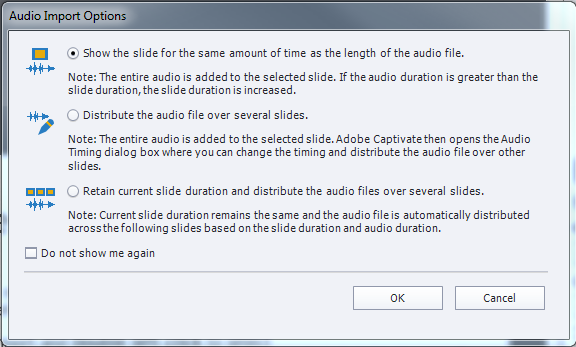 Audio Import Options
Show the slide for the same amount of time as the length of the audio file.
Note: The entire audio is added to the selected slide. If the audio duration is greater than the
slide duration, the slide duration is increased.
Distribute the audio file over several slides.
Note: The entire audio is added to the selected slide. Adobe Captivate then opens the Audio
Timing dialog box where you can change the timing and distribute the audio file over other
slides.
Retain current slide duration and distribute the audio files over several slides.
Note: Current slide duration remains the same and the audio file is automatically distributed
across the following slides based on the slide duration and audio duration.
Do not show me again
OK
Cancel